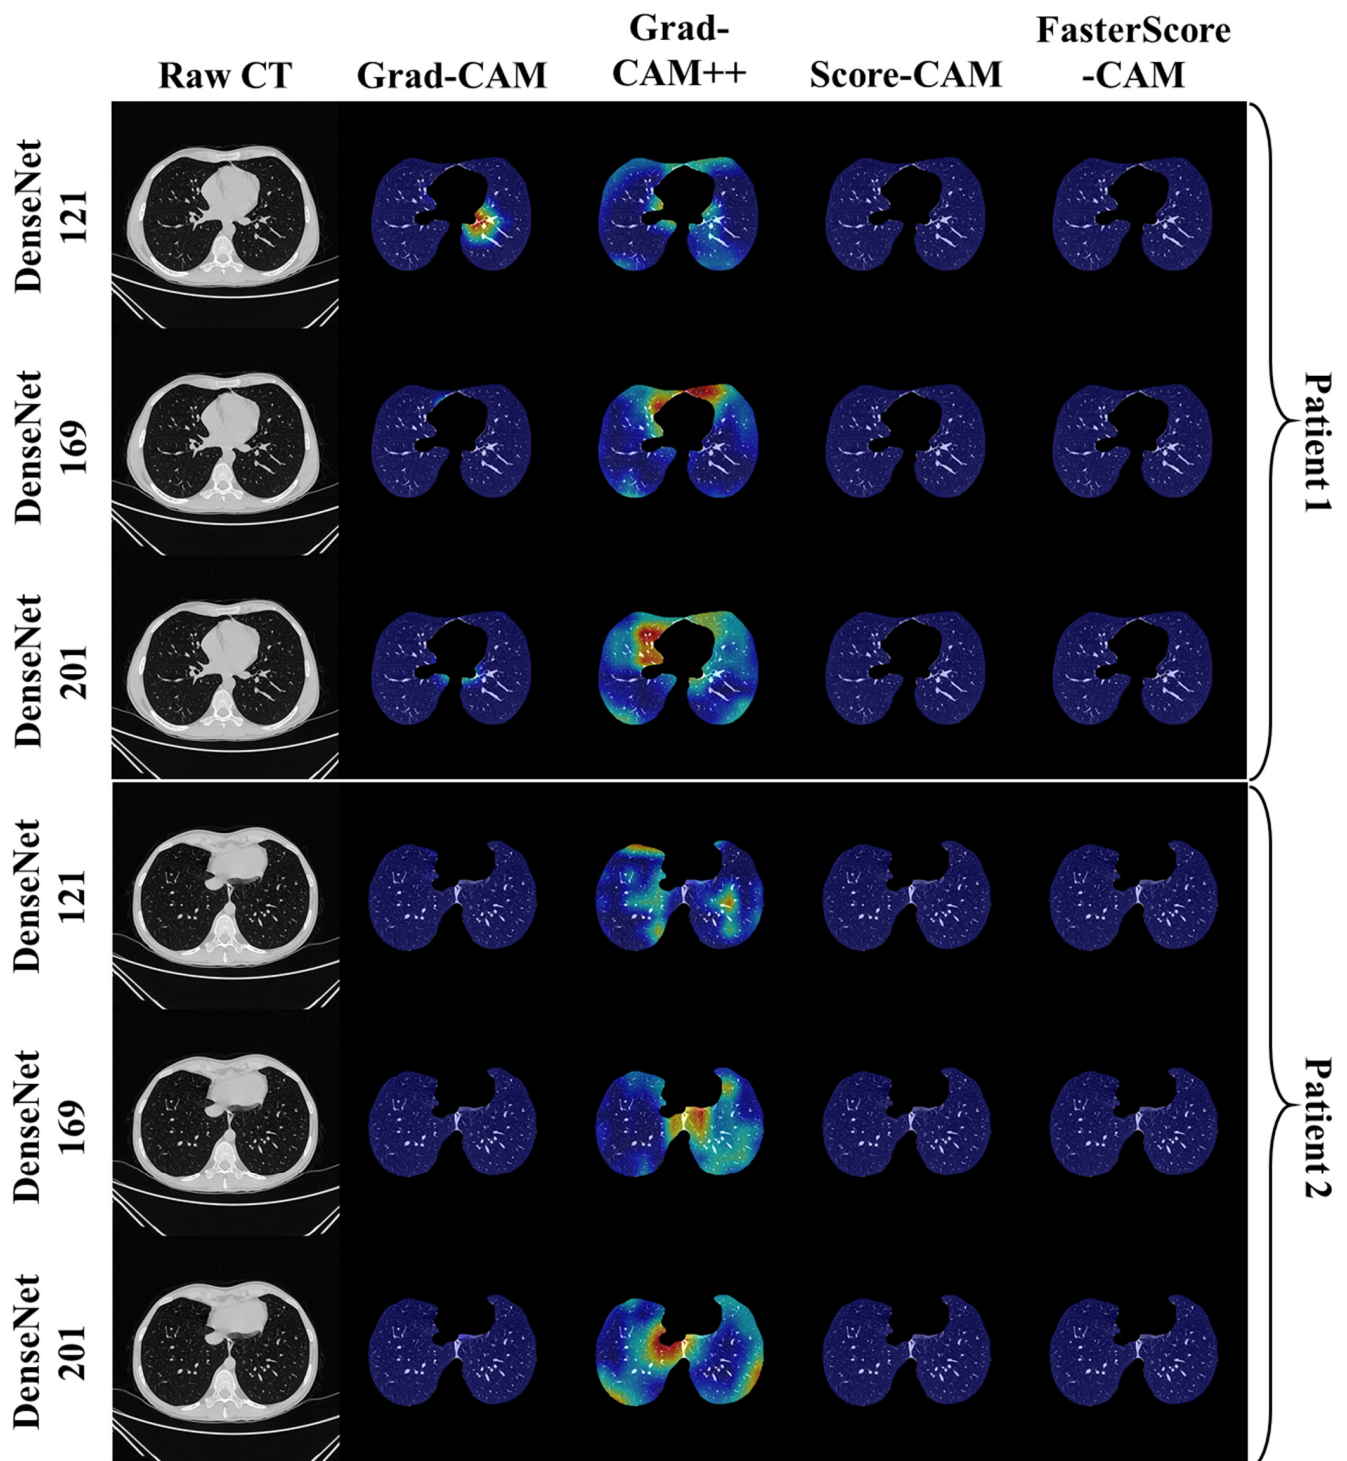 Raw CT
Grad-CAM
Grad-
CAM++
Score-CAM
FasterScore
-CAM
DenseNet
121
DenseNet
169
DenseNet
201
Patient 1
DenseNet
121
DenseNet
169
DenseNet
201
Patient 2